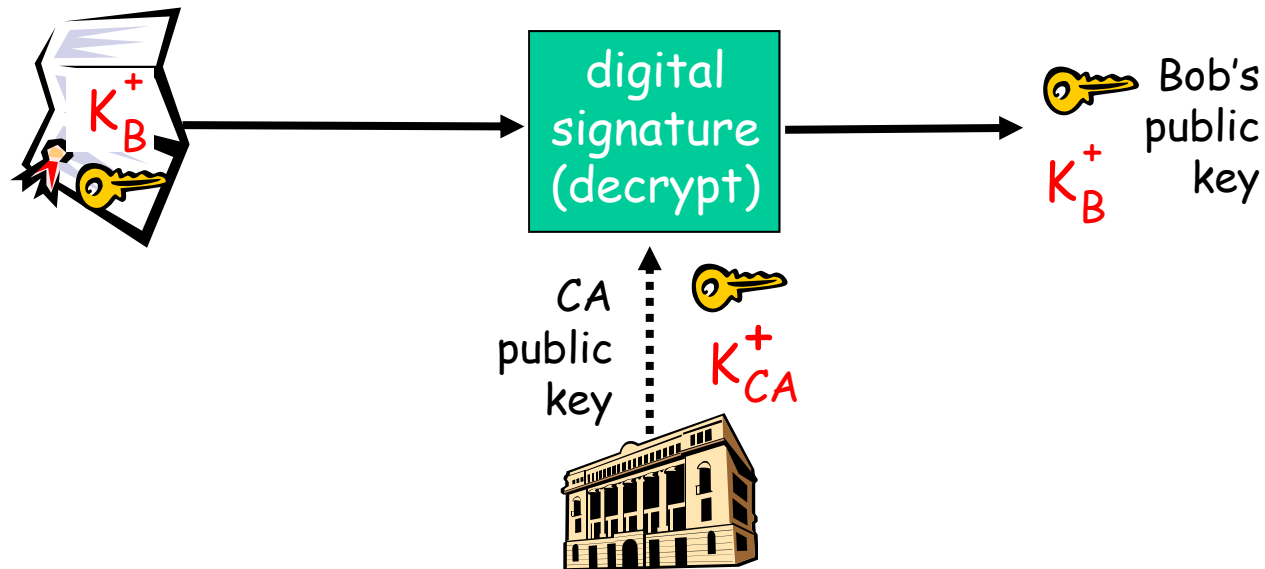 K_B^+
digital
signature
(decrypt)
Bob's
public
key
K_B^+
CA
public
key
K_CA^+